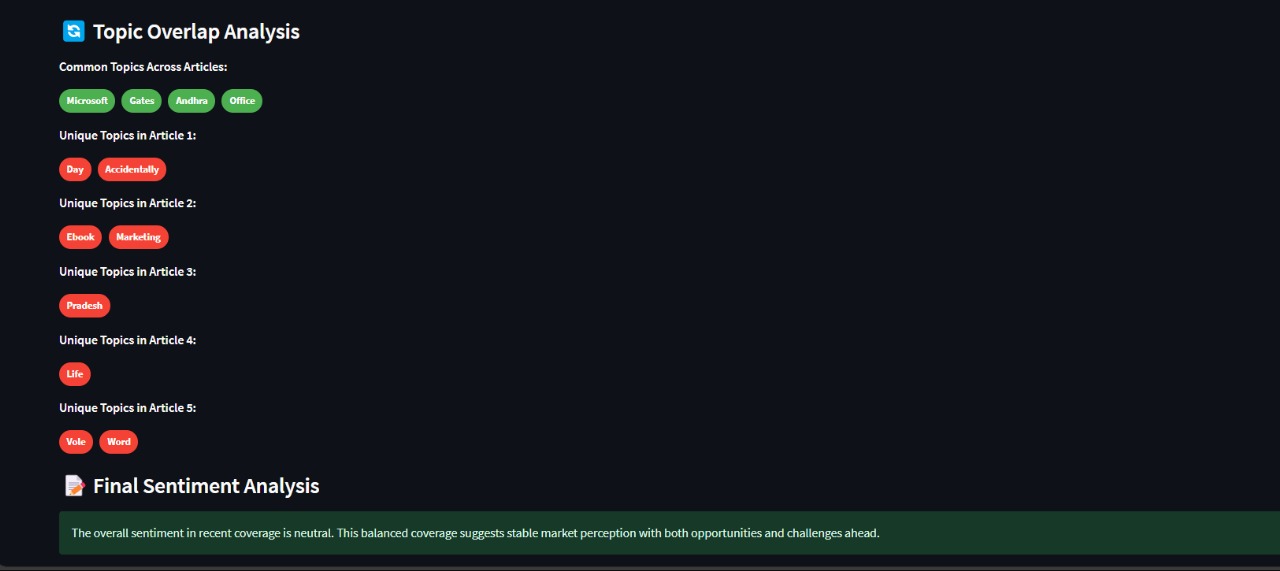 Topic Overlap Analysis
Common Topics Across Articles:
Microsoft Gates Andhra Office
Unique Topics in Article 1:
Day Accidentally
Unique Topics in Article 2:
Ebook Marketing
Unique Topics in Article 3:
Pradesh
Unique Topics in Article 4:
Life
Unique Topics in Article 5:
Vole Word
Final Sentiment Analysis
The overall sentiment in recent coverage is neutral. This balanced coverage suggests stable market perception with both opportunities and challenges ahead.